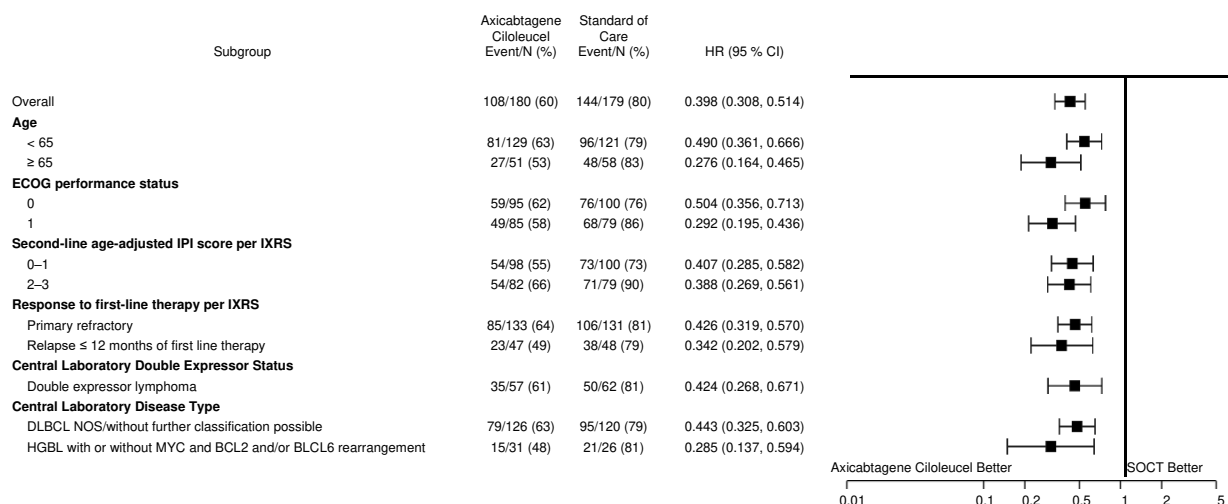 Subgroup Axicabtagene Ciloleucel Event/N (%) Standard of Care Event/N (%) HR (95 % CI)
Overall 108/180 (60) 144/179 (80) 0.398 (0.308, 0.514)
Age
< 65 81/129 (63) 96/121 (79) 0.490 (0.361, 0.666)
≥ 65 27/51 (53) 48/58 (83) 0.276 (0.164, 0.465)
ECOG performance status
0 59/95 (62) 76/100 (76) 0.504 (0.356, 0.713)
1 49/85 (58) 68/79 (86) 0.292 (0.195, 0.436)
Second-line age-adjusted IPI score per IXRS
0–1 54/98 (55) 73/100 (73) 0.407 (0.285, 0.582)
2–3 54/82 (66) 71/79 (90) 0.388 (0.269, 0.561)
Response to first-line therapy per IXRS
Primary refractory 85/133 (64) 106/131 (81) 0.426 (0.319, 0.570)
Relapse ≤ 12 months of first line therapy 23/47 (49) 38/48 (79) 0.342 (0.202, 0.579)
Central Laboratory Double Expressor Status
Double expressor lymphoma 35/57 (61) 50/62 (81) 0.424 (0.268, 0.671)
Central Laboratory Disease Type
DLBCL NOS/without further classification possible 79/126 (63) 95/120 (79) 0.443 (0.325, 0.603)
HGBL with or without MYC and BCL2 and/or BLCL6 rearrangement 15/31 (48) 21/26 (81) 0.285 (0.137, 0.594)
Axicabtagene Ciloleucel Better SOCT Better
0.01 0.1 0.2 0.5 1 2 5